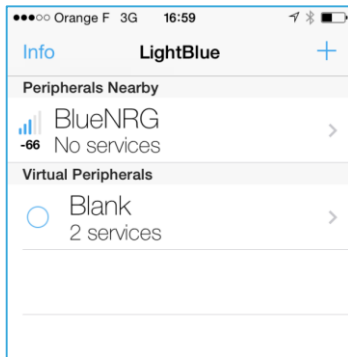 Orange F 3G 16:59
Info LightBlue +
Peripherals Nearby
BlueNRG
-66 No services
Virtual Peripherals
Blank
2 services